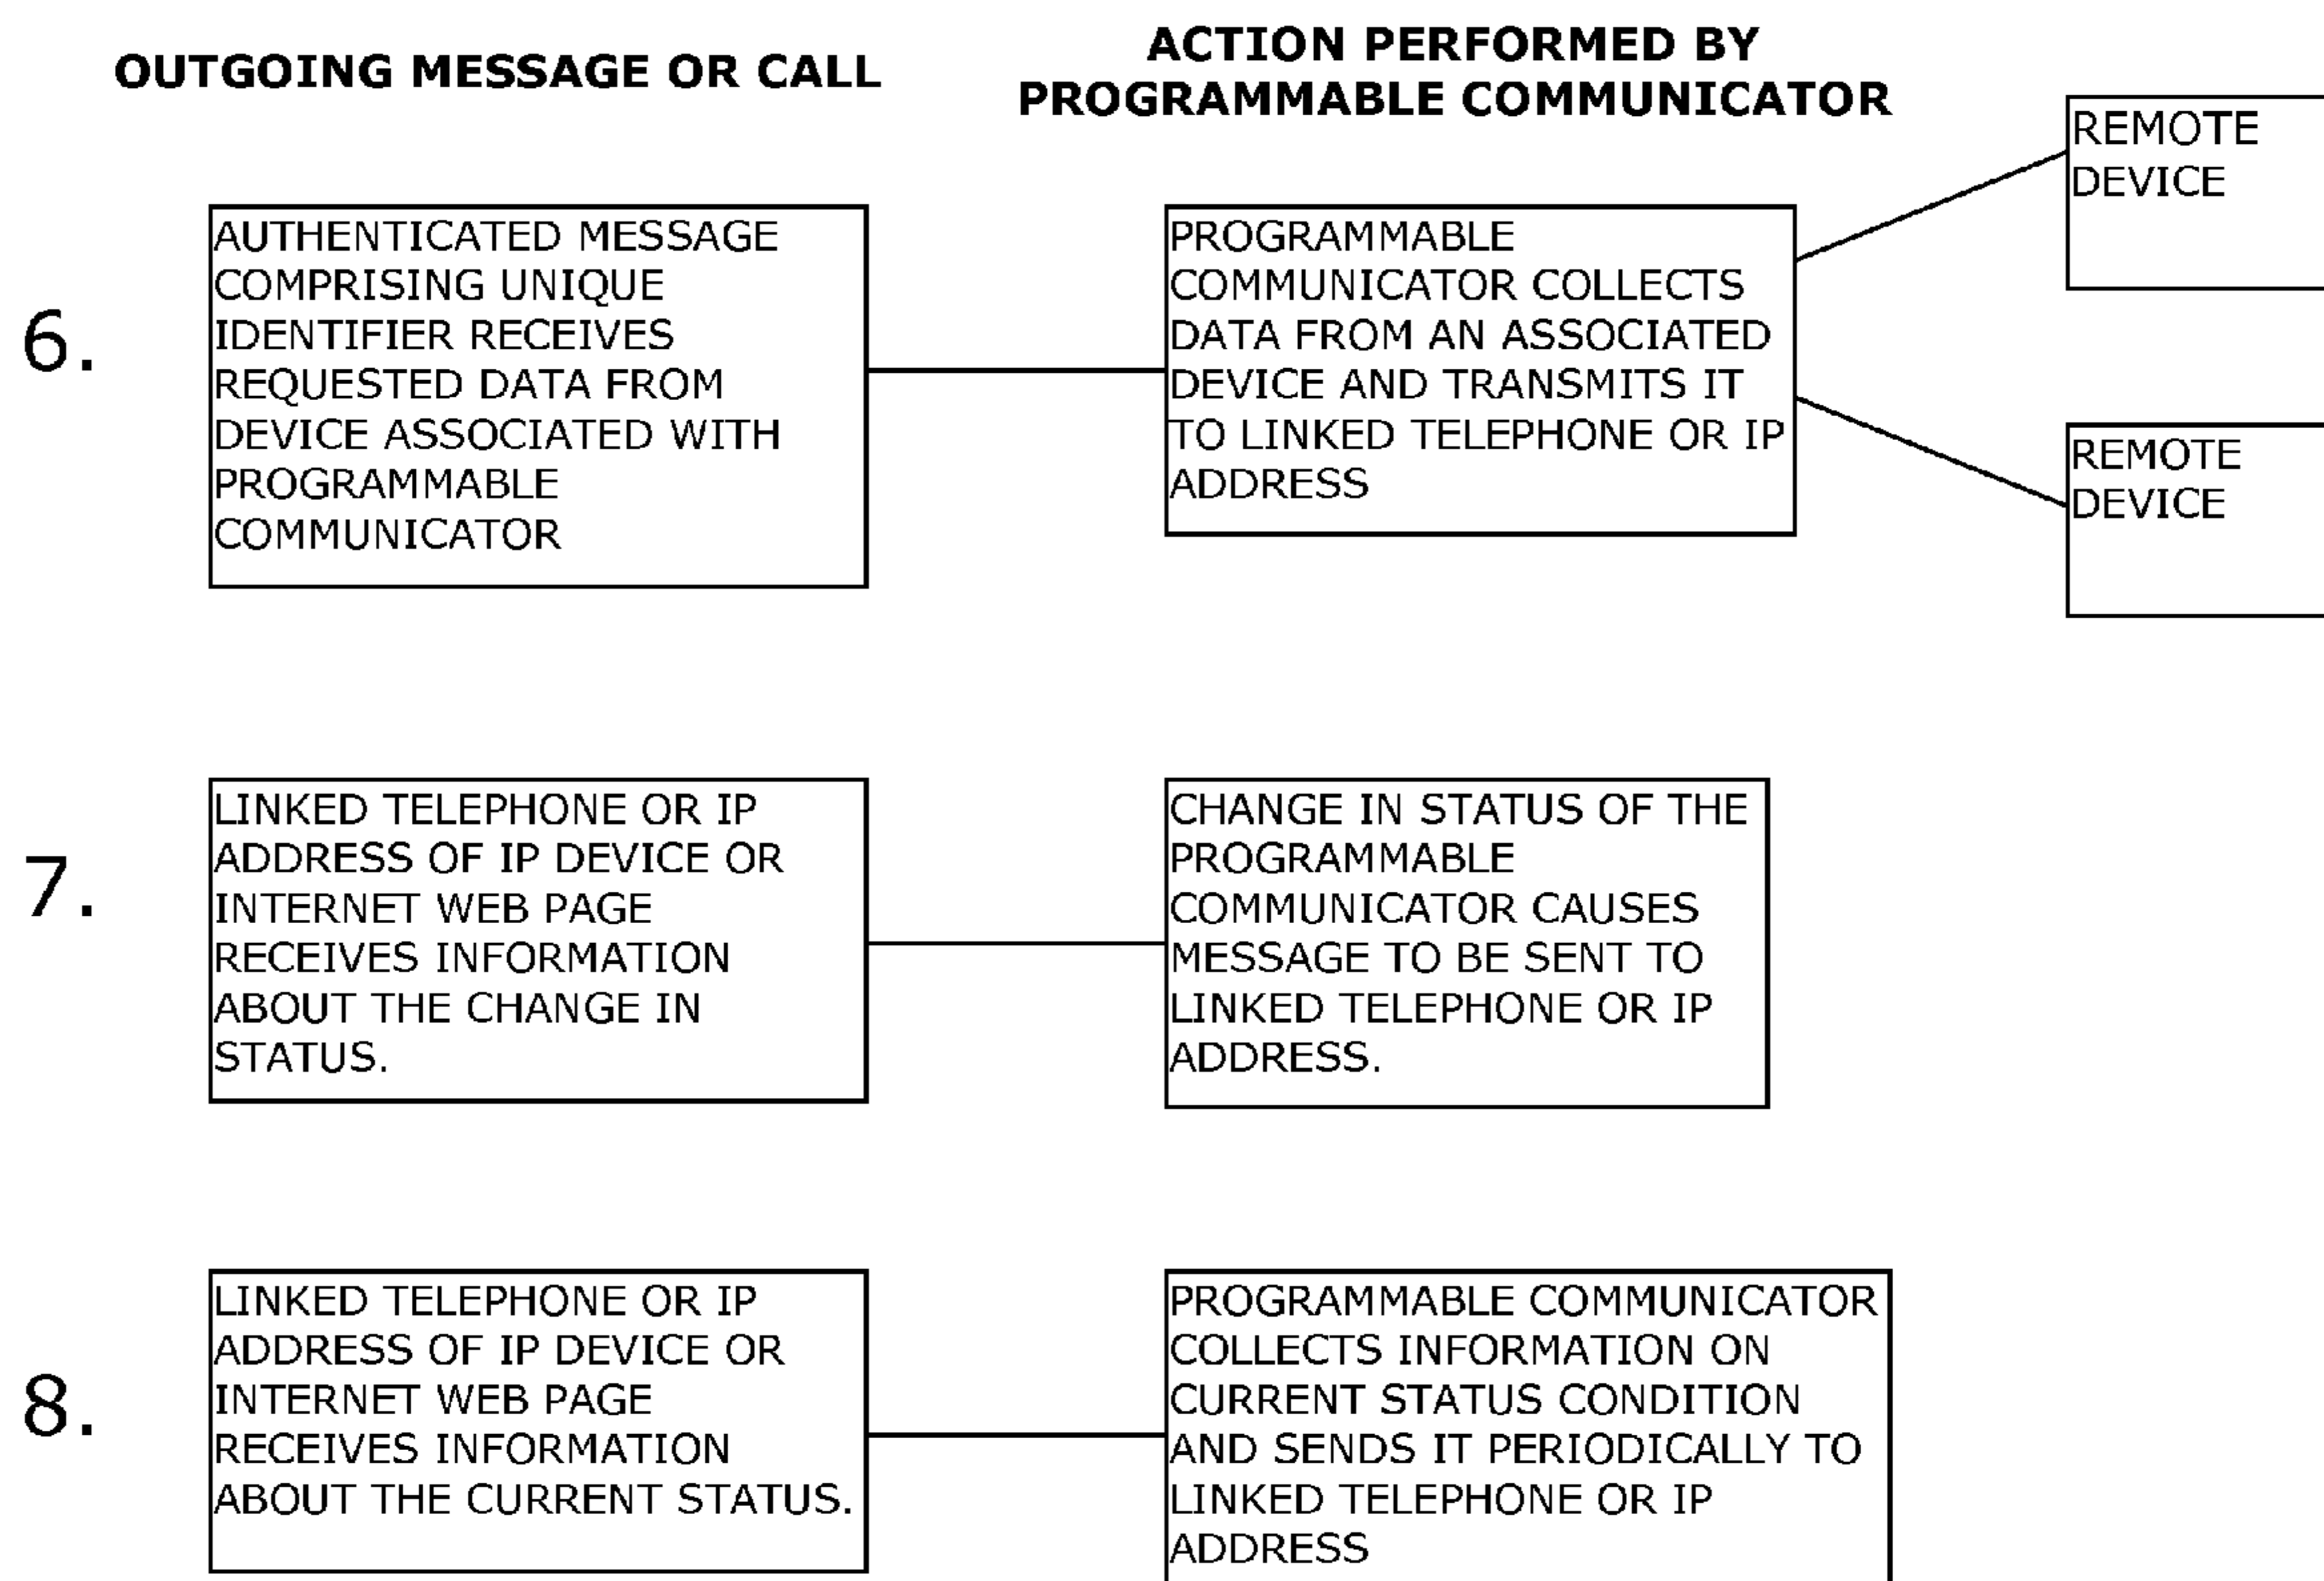 OUTGOING MESSAGE OR CALL
ACTION PERFORMED BY
PROGRAMMABLE COMMUNICATOR
6.
AUTHENTICATED MESSAGE
COMPRISING UNIQUE
IDENTIFIER RECEIVES
REQUESTED DATA FROM
DEVICE ASSOCIATED WITH
PROGRAMMABLE
COMMUNICATOR
PROGRAMMABLE
COMMUNICATOR COLLECTS
DATA FROM AN ASSOCIATED
DEVICE AND TRANSMITS IT
TO LINKED TELEPHONE OR IP
ADDRESS
REMOTE
DEVICE
REMOTE
DEVICE
7.
LINKED TELEPHONE OR IP
ADDRESS OF IP DEVICE OR
INTERNET WEB PAGE
RECEIVES INFORMATION
ABOUT THE CHANGE IN
STATUS.
CHANGE IN STATUS OF THE
PROGRAMMABLE
COMMUNICATOR CAUSES
MESSAGE TO BE SENT TO
LINKED TELEPHONE OR IP
ADDRESS.
8.
LINKED TELEPHONE OR IP
ADDRESS OF IP DEVICE OR
INTERNET WEB PAGE
RECEIVES INFORMATION
ABOUT THE CURRENT STATUS.
PROGRAMMABLE COMMUNICATOR
COLLECTS INFORMATION ON
CURRENT STATUS CONDITION
AND SENDS IT PERIODICALLY TO
LINKED TELEPHONE OR IP
ADDRESS